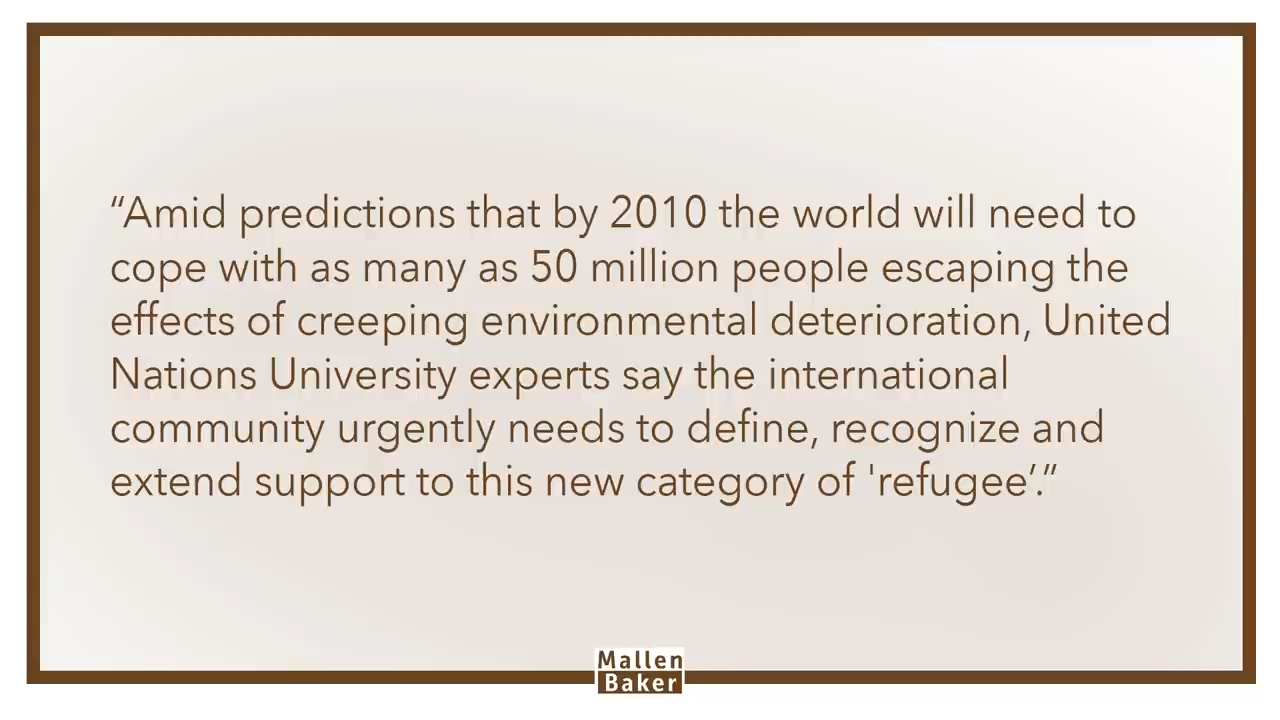 “Amid predictions that by 2010 the world will need to
cope with as many as 50 million people escaping the
effects of creeping environmental deterioration, United
Nations University experts say the international
community urgently needs to define, recognize and
extend support to this new category of 'refugee’.”
Mallen
Baker